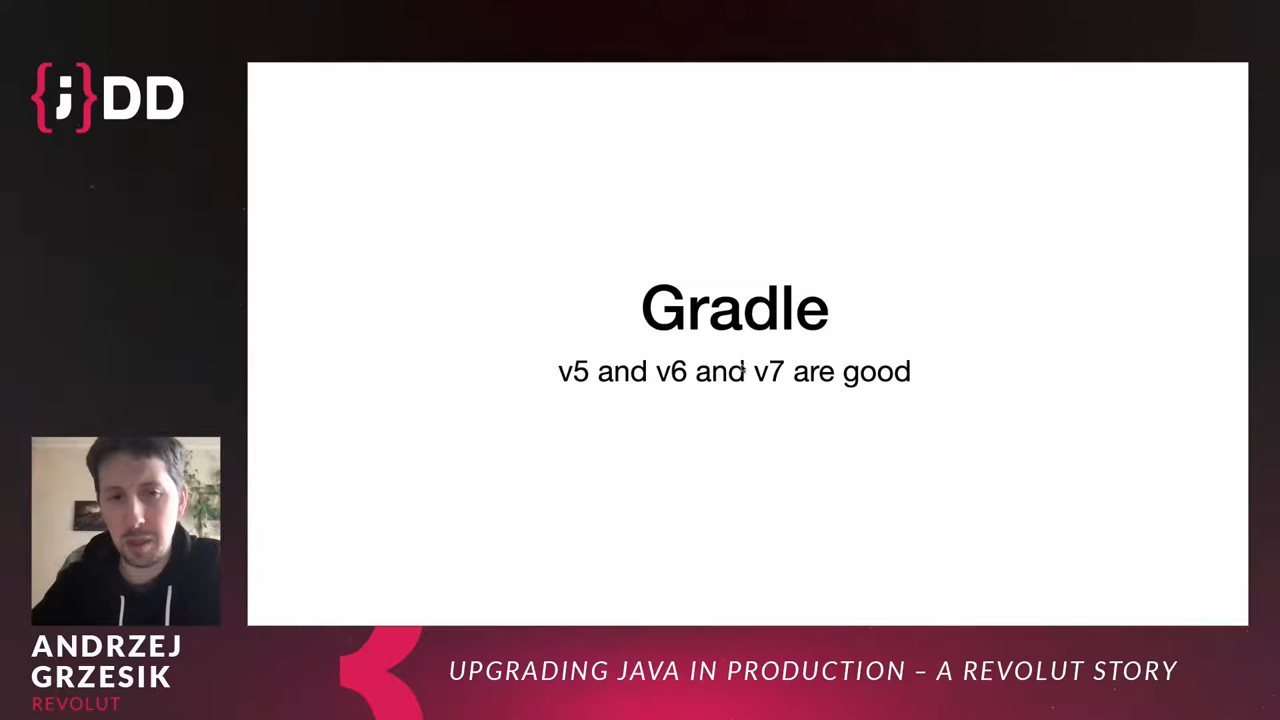 {;}DD
Gradle
v5 and v6 and v7 are good
ANDRZEJ
GRZESIK
REVOLUT
UPGRADING JAVA IN PRODUCTION – A REVOLUT STORY